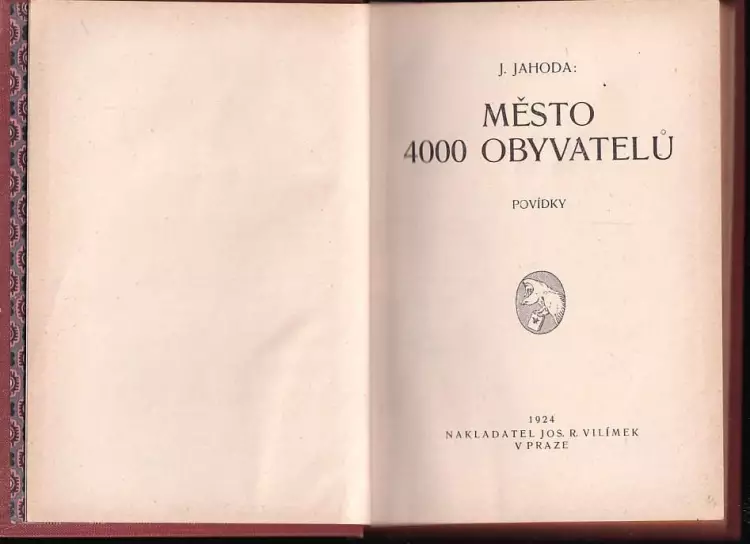 J. JAHODA:
MĚSTO
4000 OBYVATELŮ
POVÍDKY
1924
NAKLADATEL JOS. R. VILÍMEK
V PRAZE